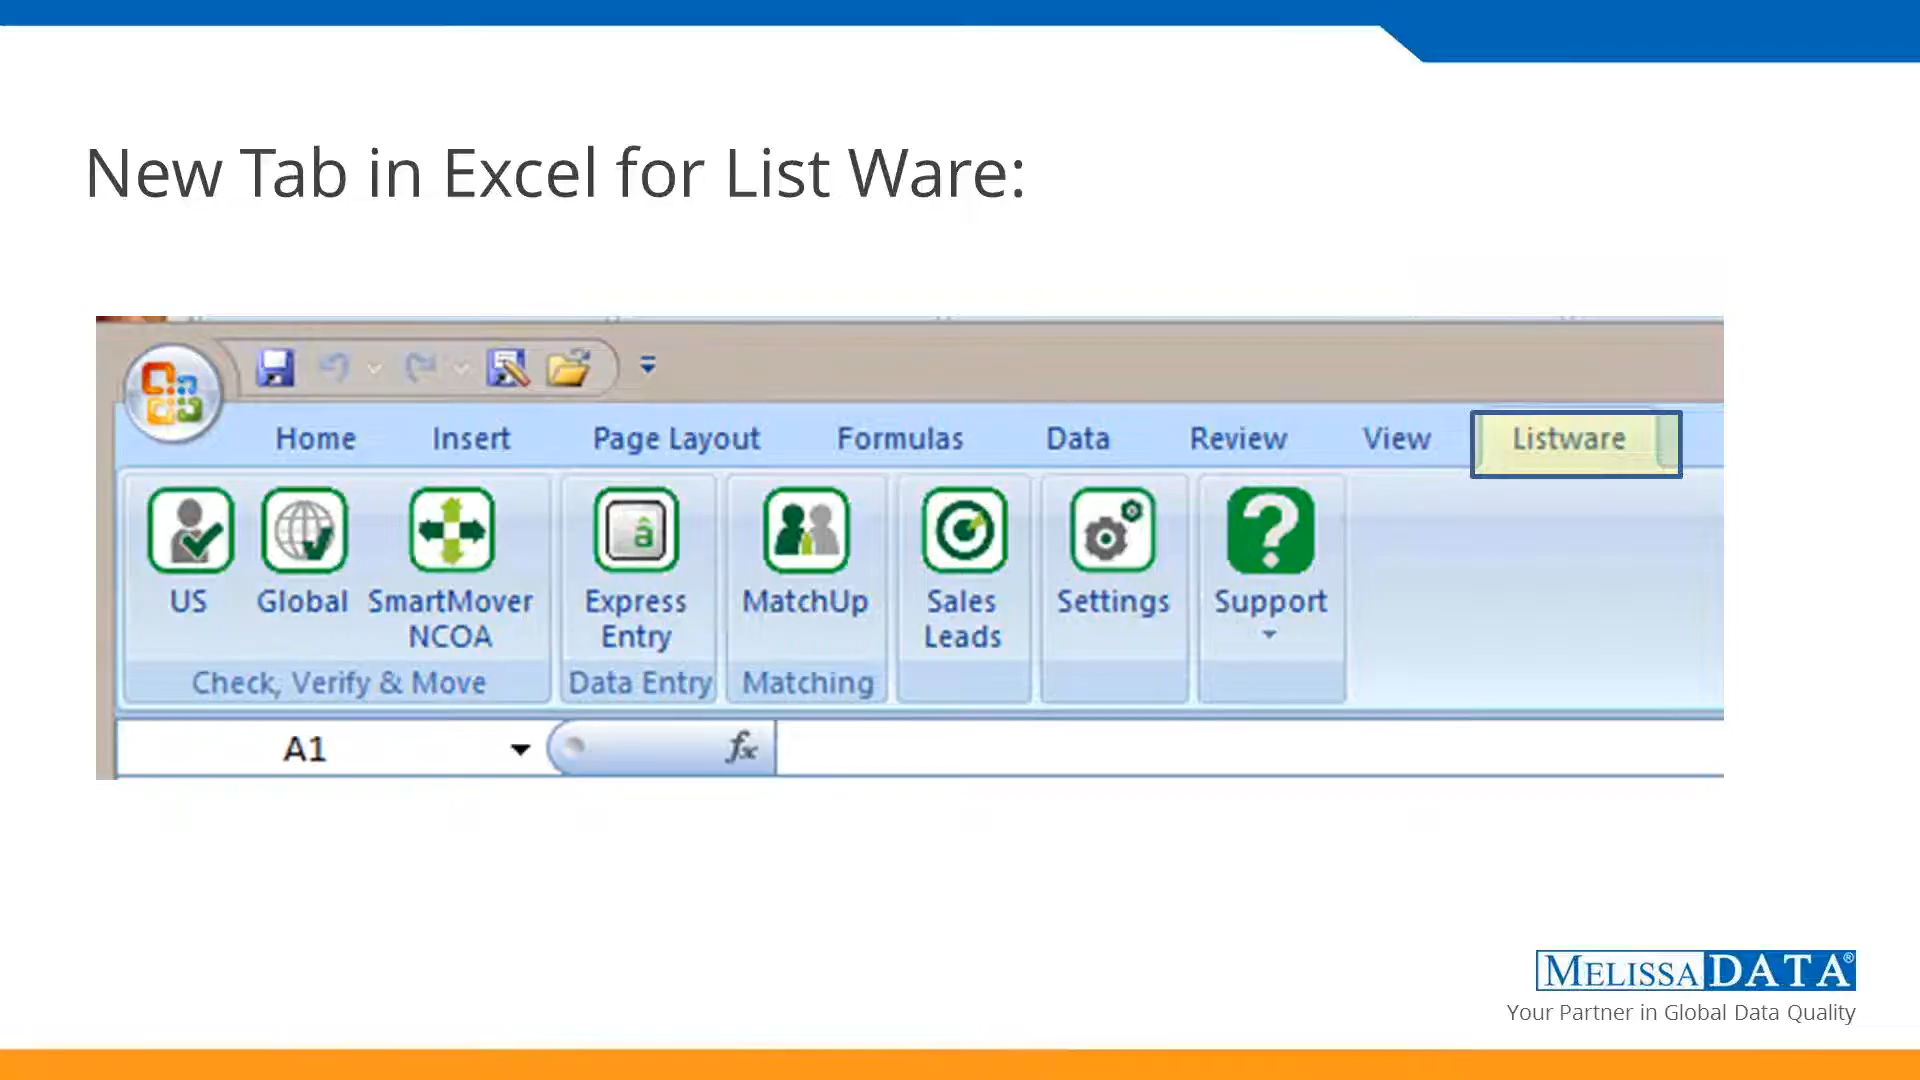 New Tab in Excel for List Ware:
Home Insert Page Layout Formulas Data Review View Listware
US Global SmartMover NCOA Express Entry MatchUp Sales Leads Settings Support
Check, Verify & Move Data Entry Matching
A1 fx
MELISSA DATA®
Your Partner in Global Data Quality